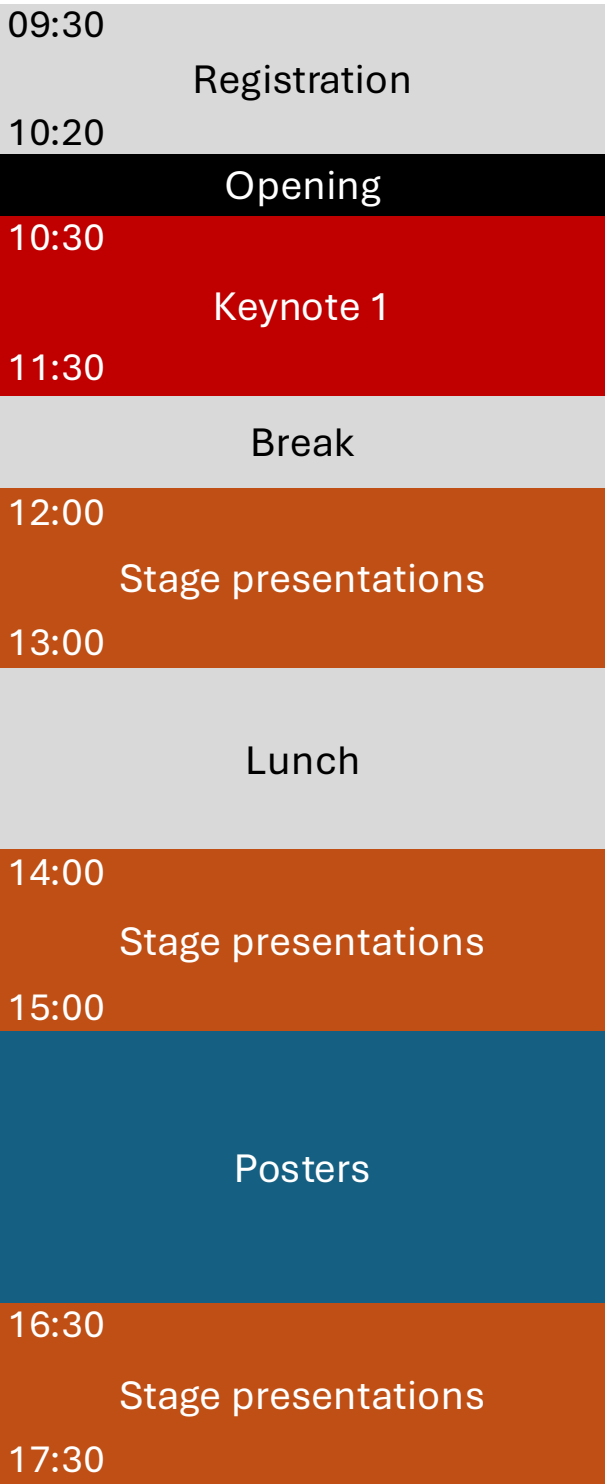 09:30
Registration
10:20
Opening
10:30
Keynote 1
11:30
Break
12:00
Stage presentations
13:00
Lunch
14:00
Stage presentations
15:00
Posters
16:30
Stage presentations
17:30